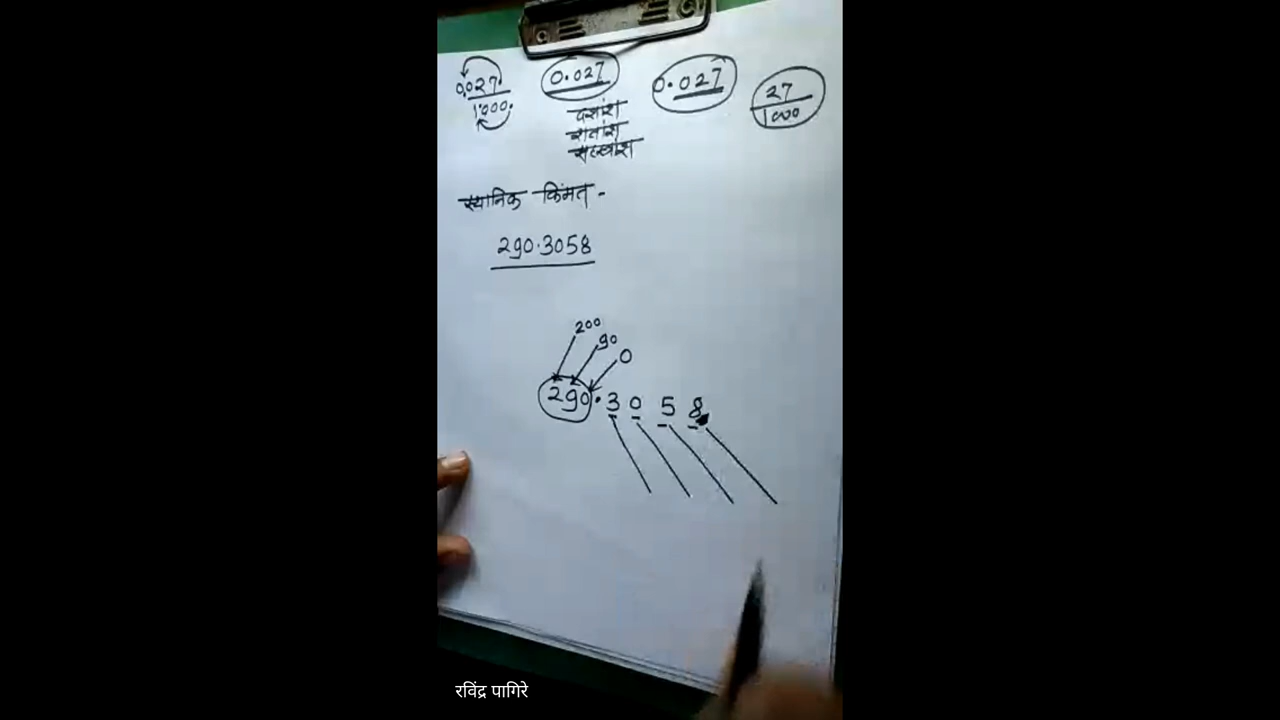 0.027. 0.027 0.027 27
1000. 1000
दशांश
शतांश
सहस्त्रांश
स्थानिक किंमत -
290.3058
200
90
0
290.3058
रविंद्र पागिरे